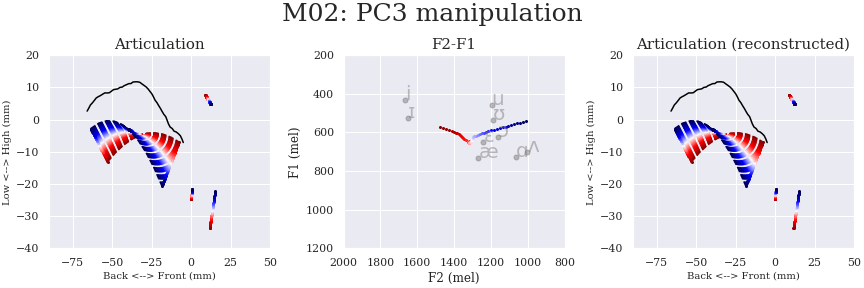 M02: PC3 manipulation
Articulation
F2-F1
Articulation (reconstructed)
Low <--> High (mm)
20
10
0
−10
−20
−30
−40
−75
−50
−25
0
25
50
Back <--> Front (mm)
F1 (mel)
200
400
600
800
1000
1200
j
ɪ
u
ʊ
ɛ
æ
ɑ
ʌ
2000
1800
1600
1400
1200
1000
800
F2 (mel)
Low <--> High (mm)
20
10
0
−10
−20
−30
−40
−75
−50
−25
0
25
50
Back <--> Front (mm)